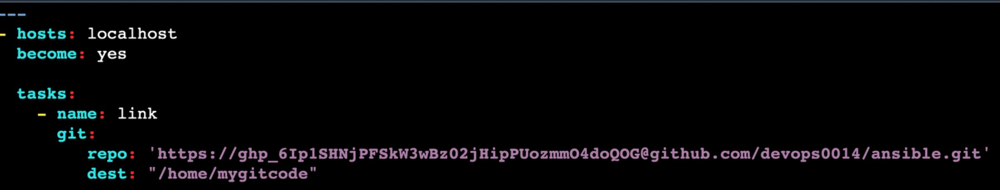 ---
- hosts: localhost
  become: yes

  tasks:
    - name: link
      git:
         repo: 'https://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@github.com/devops0014/ansible.git'
         dest: "/home/mygitcode"